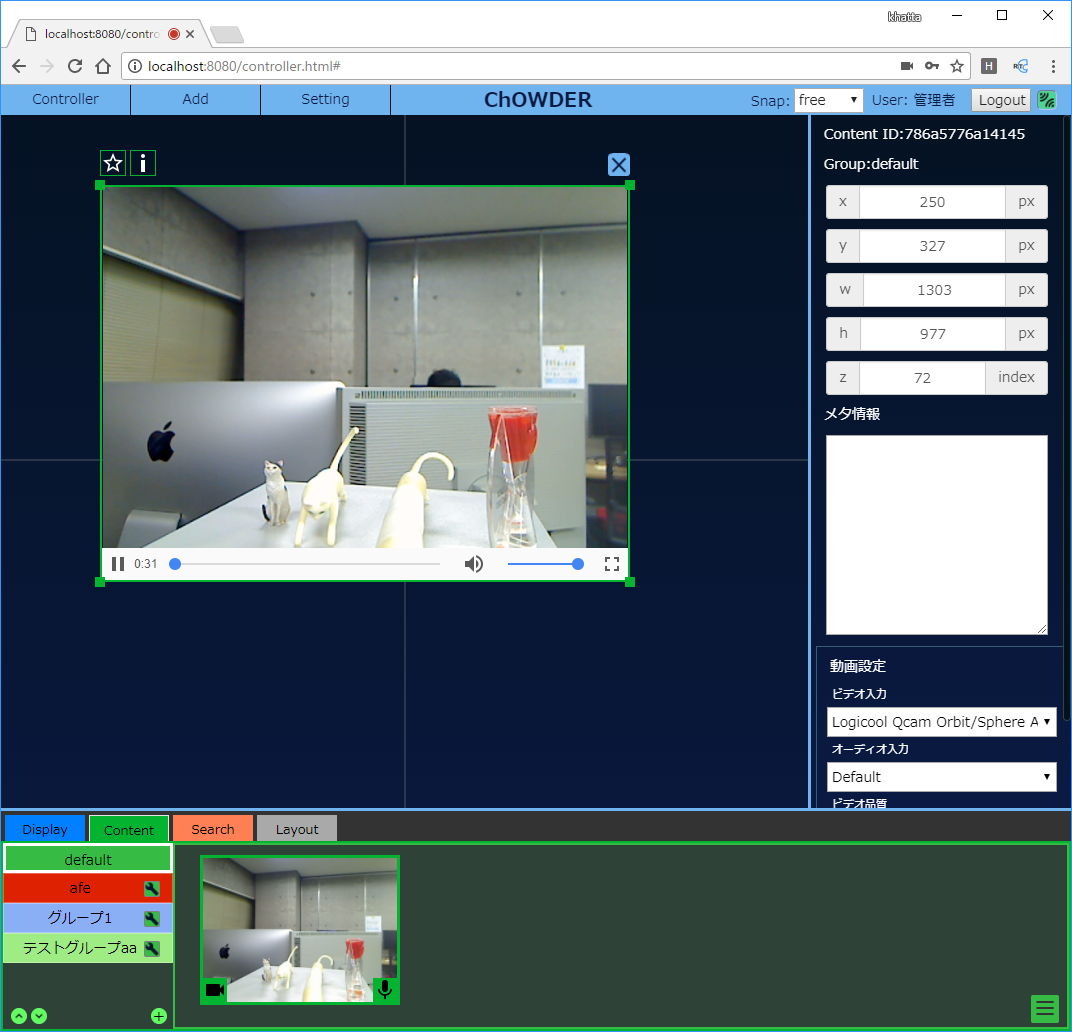 khatta
localhost:8080/contro
localhost:8080/controller.html#
H
RTC
Controller
Add
Setting
ChOWDER
Snap:
free
User: 管理者
Logout
Content ID:786a5776a14145
Group:default
x 250 px
y 327 px
w 1303 px
h 977 px
z 72 index
メタ情報
0:31
動画設定
ビデオ入力
Logicool Qcam Orbit/Sphere A
オーディオ入力
Default
ビデオ品質
Display
Content
Search
Layout
default
afe
グループ1
テストグループaa